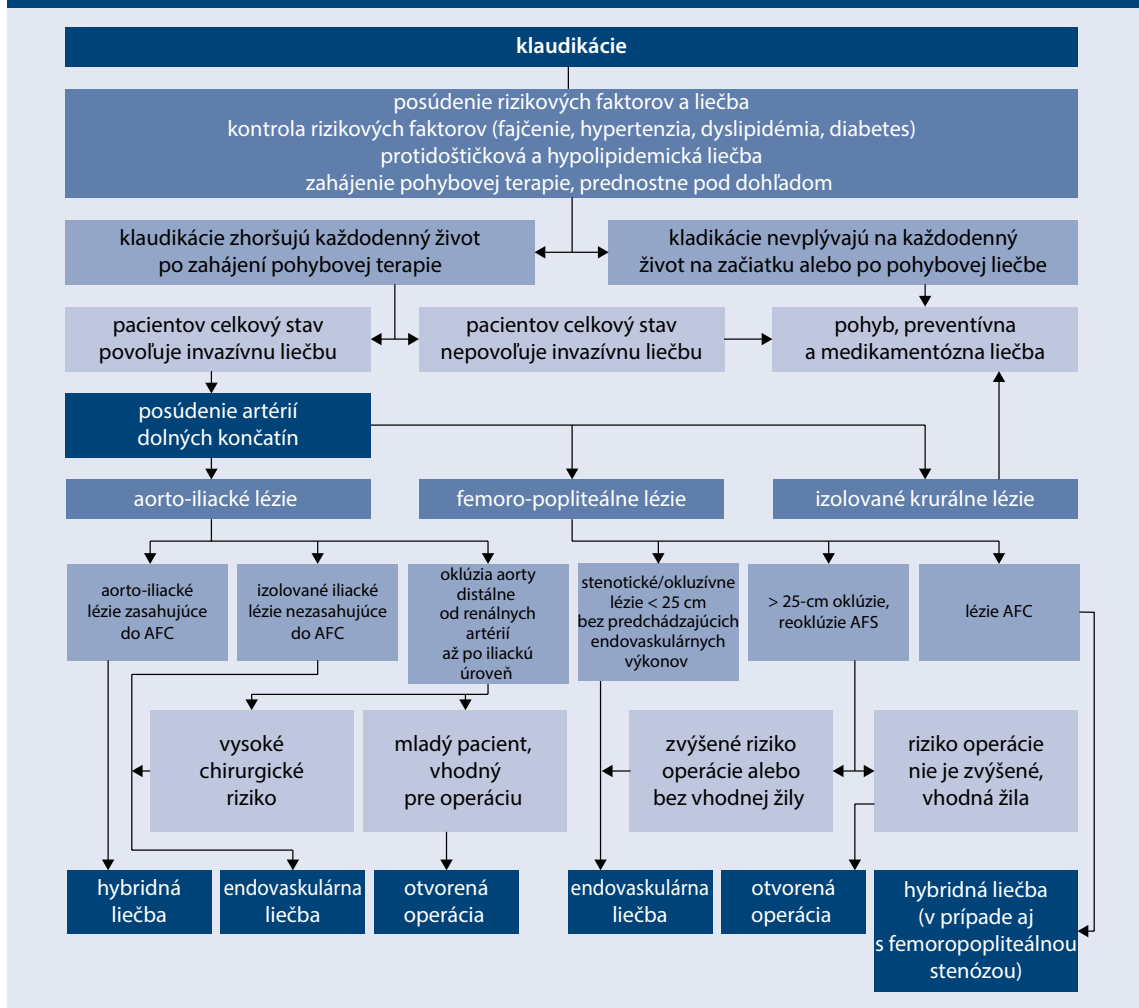 klaudikácie
posúdenie rizikových faktorov a liečba
kontrola rizikových faktorov (fajčenie, hypertenzia, dyslipidémia, diabetes)
protidoštičková a hypolipidemická liečba
zahájenie pohybovej terapie, prednostne pod dohľadom
klaudikácie zhoršujú každodenný život
po zahájení pohybovej terapie
kladikácie nevplývajú na každodenný
život na začiatku alebo po pohybovej liečbe
pacientov celkový stav
povoľuje invazívnu liečbu
pacientov celkový stav
nepovoľuje invazívnu liečbu
pohyb, preventívna
a medikamentózna liečba
posúdenie artérií
dolných končatín
aorto-iliacké lézie
femoro-popliteálne lézie
izolované krurálne lézie
aorto-iliacké
lézie zasahujúce
do AFC
izolované iliacké
lézie nezasahujúce
do AFC
oklúzia aorty
distálne
od renálnych
artérií
až po iliackú
úroveň
stenotické/okluzívne
lézie < 25 cm
bez predchádzajúcich
endovaskulárnych
výkonov
> 25-cm oklúzie,
reoklúzie AFS
lézie AFC
vysoké
chirurgické
riziko
mladý pacient,
vhodný
pre operáciu
zvýšené riziko
operácie alebo
bez vhodnej žily
riziko operácie
nie je zvýšené,
vhodná žila
hybridná
liečba
endovaskulárna
liečba
otvorená
operácia
endovaskulárna
liečba
otvorená
operácia
hybridná liečba
(v prípade aj
s femoropopliteálnou
stenózou)